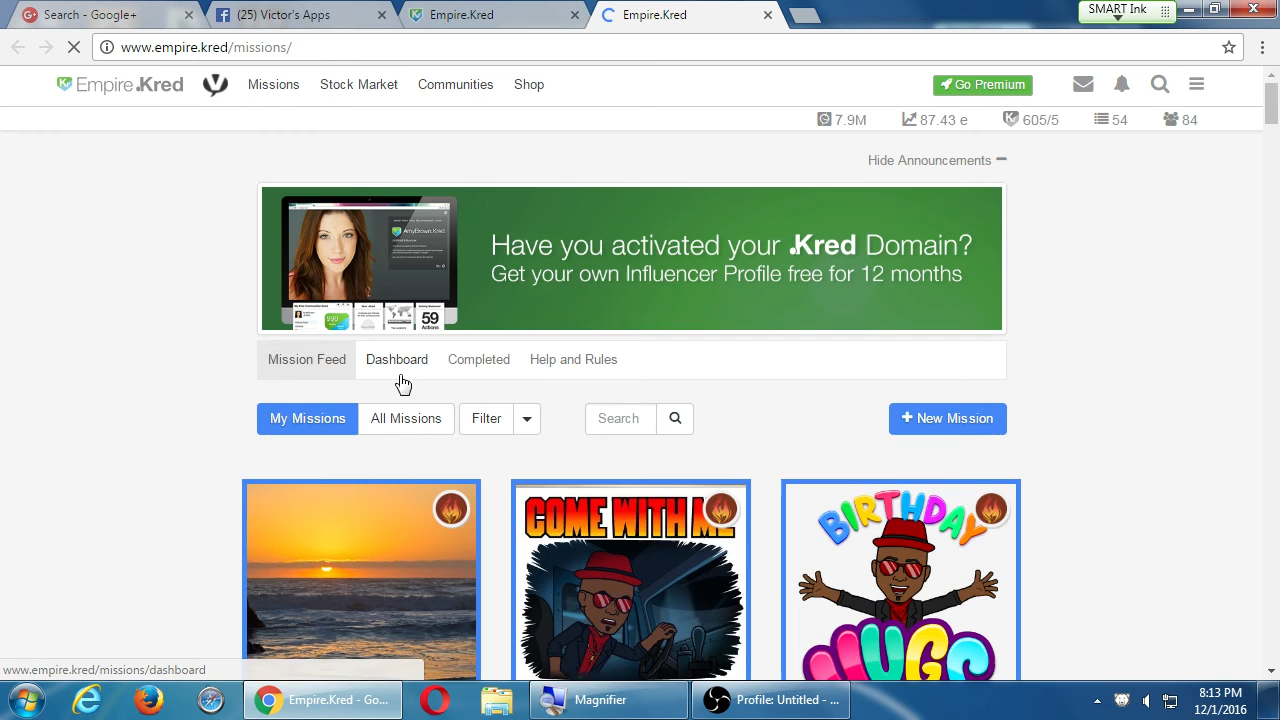 Search - Google+
(25) Victor's Apps
Empire.Kred
Empire.Kred
SMART Ink
www.empire.kred/missions/
Empire.Kred
Missions
Stock Market
Communities
Shop
Go Premium
7.9M
87.43 e
605/5
54
84
Hide Announcements
AmyBrown.Kred
990
59
Actions
Have you activated your .Kred Domain?
Get your own Influencer Profile free for 12 months
Mission Feed
Dashboard
Completed
Help and Rules
My Missions
All Missions
Filter
Search
New Mission
COME WITH ME
BIRTHDAY
HUGS
www.empire.kred/missions/dashboard
Empire.Kred - Go...
Magnifier
Profile: Untitled - ...
8:13 PM
12/1/2016